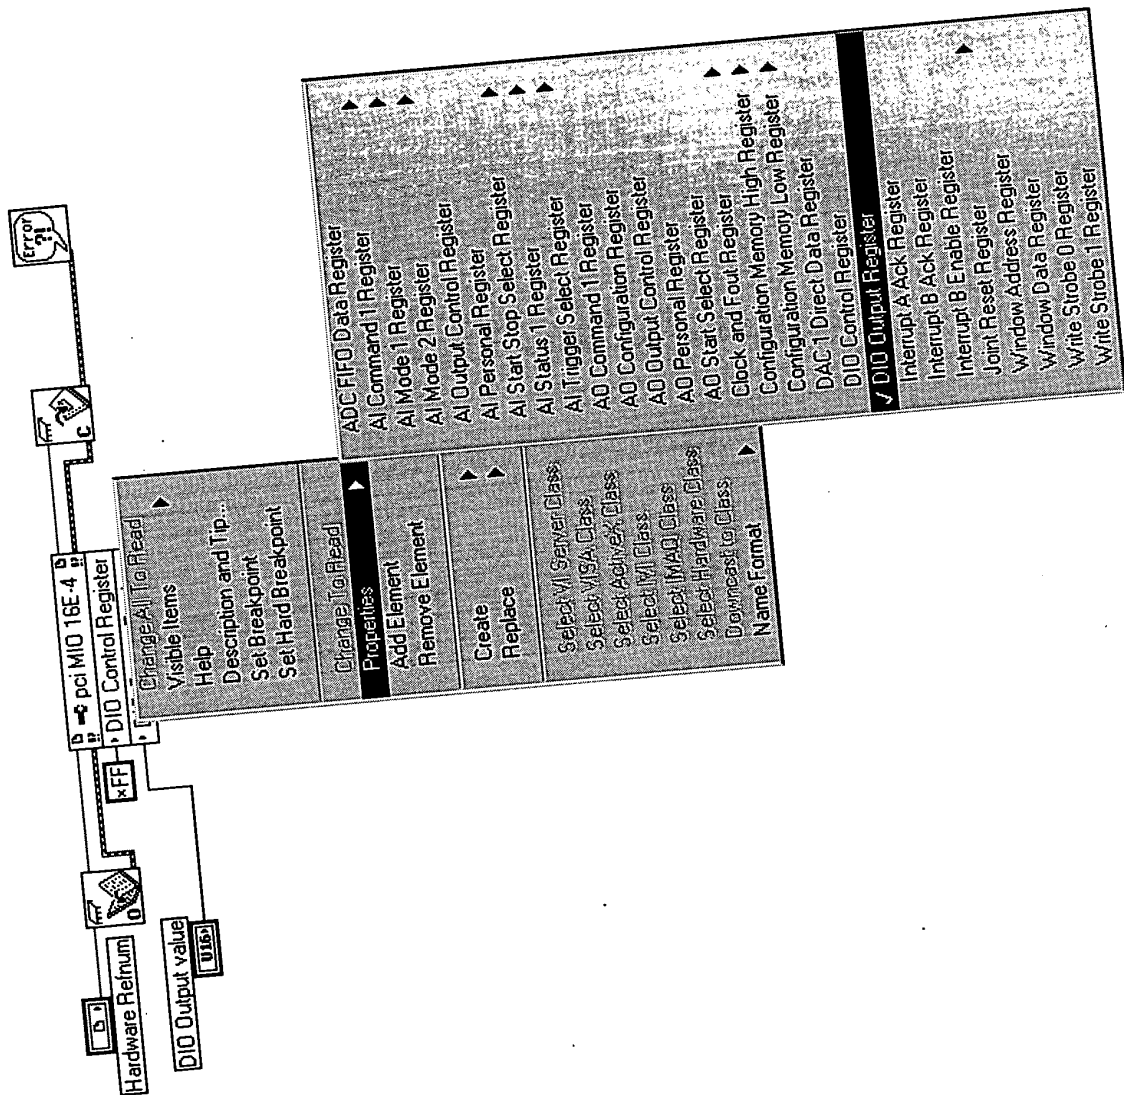 Hardware Refnum
DIO Output value
U16
O
xFF
pci MIO 16E-4
DIO Control Register
C
Error
?!
Change All To Read
Visible Items
Help
Description and Tip...
Set Breakpoint
Set Hard Breakpoint
Change To Read
Properties
Add Element
Remove Element
Create
Replace
Select VI Server Class
Select VISA Class
Select ActiveX Class
Select IVI Class
Select IMAQ Class
Select Hardware Class
Downcast to Class
Name Format
ADC FIFO Data Register
AI Command 1 Register
AI Mode 1 Register
AI Mode 2 Register
AI Output Control Register
AI Personal Register
AI Start Stop Select Register
AI Status 1 Register
AI Trigger Select Register
AO Command 1 Register
AO Configuration Register
AO Output Control Register
AO Personal Register
AO Start Select Register
Clock and Fout Register
Configuration Memory High Register
Configuration Memory Low Register
DAC 1 Direct Data Register
DIO Control Register
✓ DIO Output Register
Interrupt A Ack Register
Interrupt B Ack Register
Interrupt B Enable Register
Joint Reset Register
Window Address Register
Window Data Register
Write Strobe 0 Register
Write Strobe 1 Register